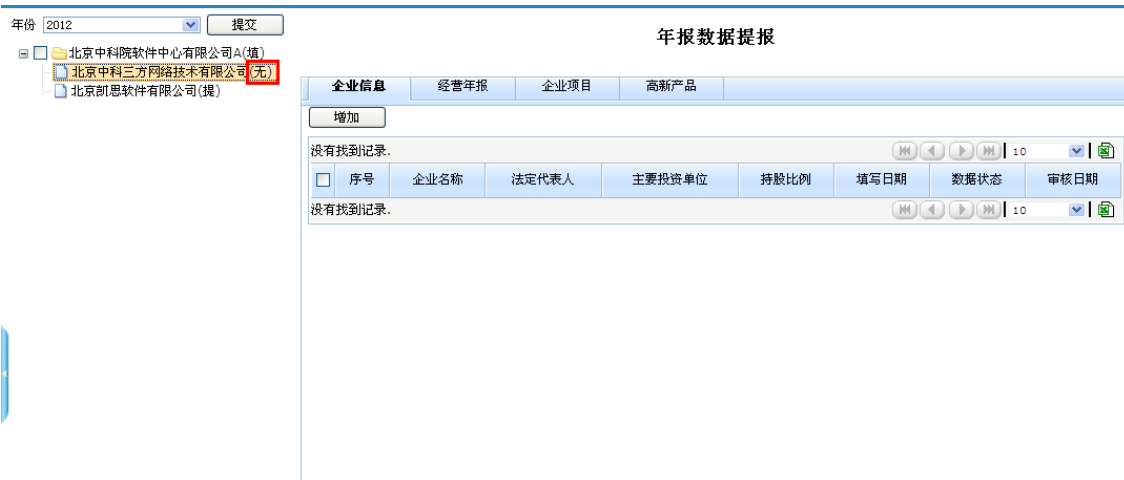 年份 2012 提交
北京中科院软件中心有限公司A(填)
北京中科三方网络技术有限公司(无)
北京凯思软件有限公司(提)
年报数据提报
企业信息 经营年报 企业项目 高新产品
增加
没有找到记录. 10
序号 企业名称 法定代表人 主要投资单位 持股比例 填写日期 数据状态 审核日期
没有找到记录. 10